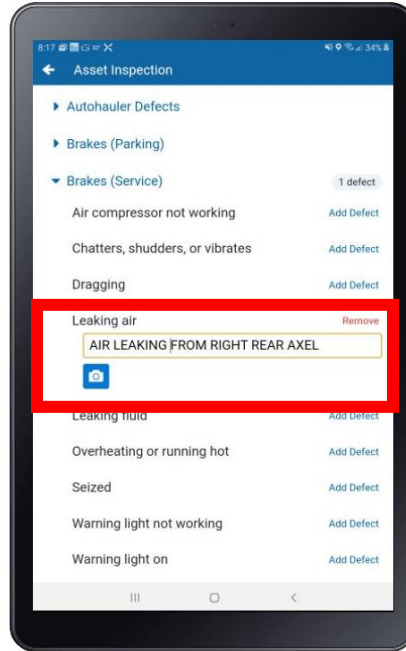 8:17
34%
Asset Inspection
Autohauler Defects
Brakes (Parking)
Brakes (Service) 1 defect
Air compressor not working Add Defect
Chatters, shudders, or vibrates Add Defect
Dragging Add Defect
Leaking air Remove
AIR LEAKING FROM RIGHT REAR AXEL
Leaking fluid Add Defect
Overheating or running hot Add Defect
Seized Add Defect
Warning light not working Add Defect
Warning light on Add Defect